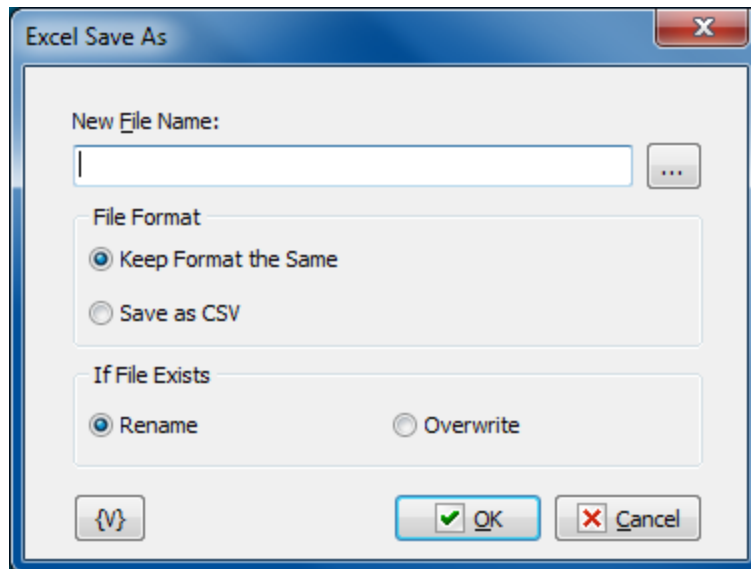 Excel Save As
New File Name:
...
File Format
Keep Format the Same
Save as CSV
If File Exists
Rename Overwrite
{V} OK Cancel